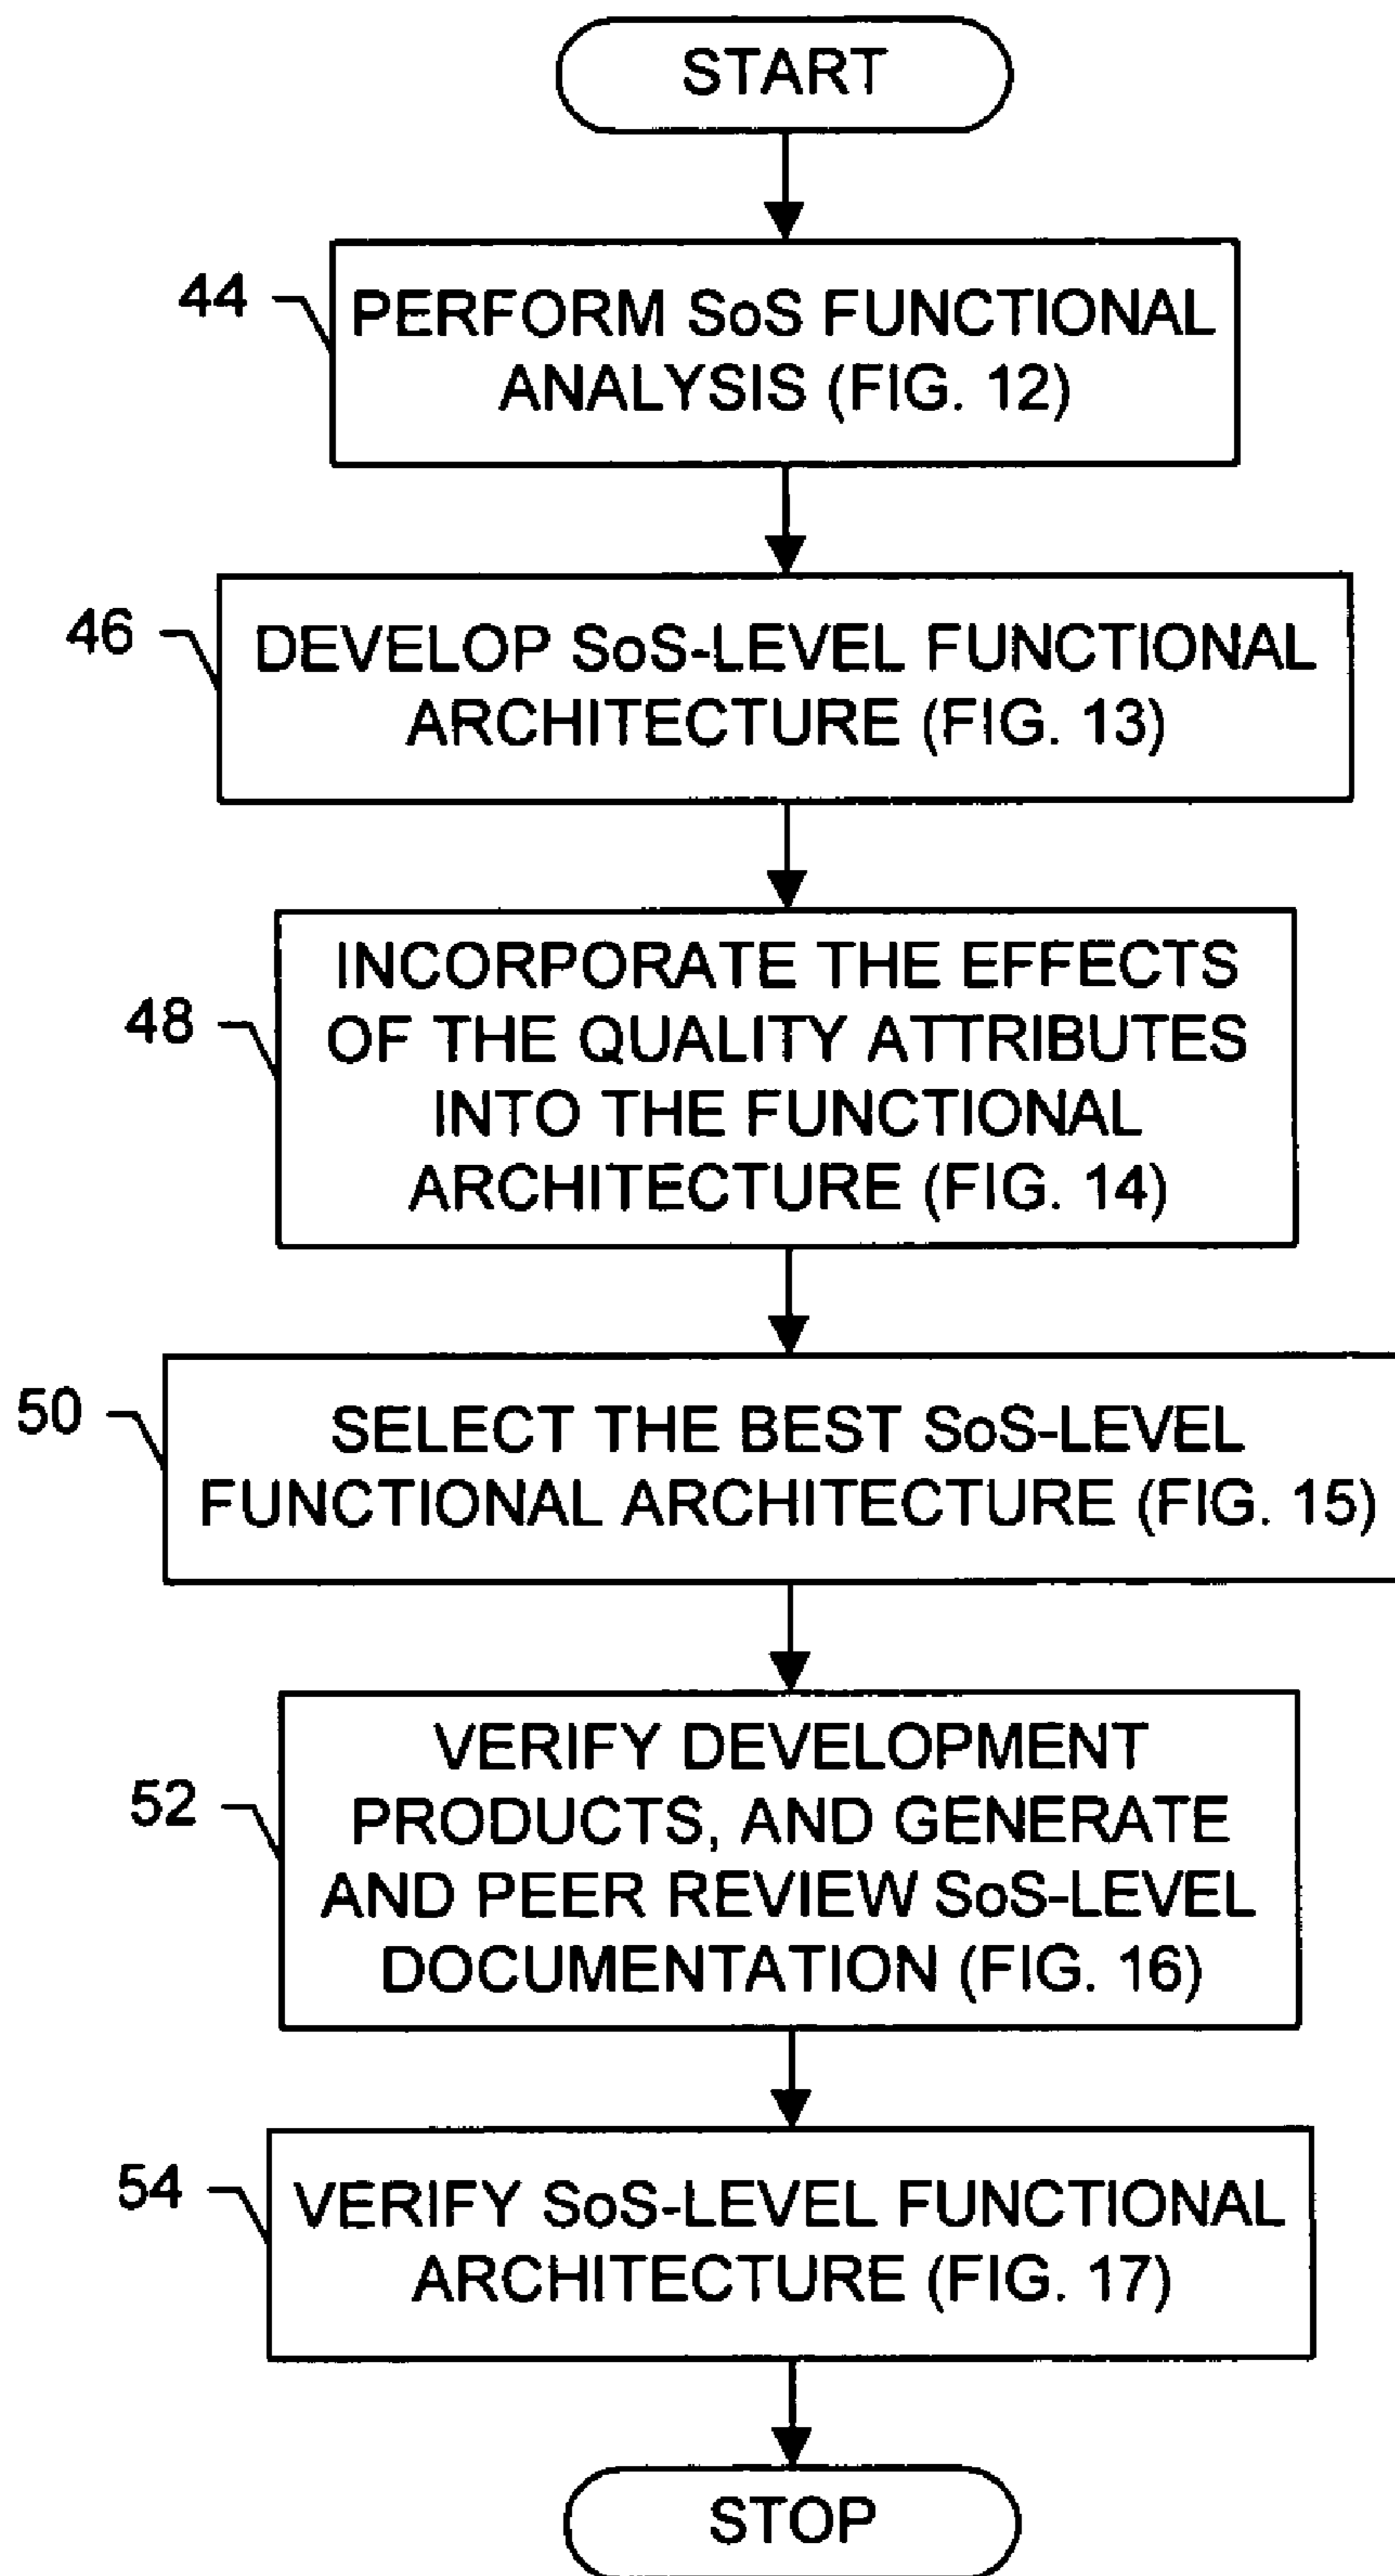 START
44
PERFORM SoS FUNCTIONAL
ANALYSIS (FIG. 12)
46
DEVELOP SoS-LEVEL FUNCTIONAL
ARCHITECTURE (FIG. 13)
48
INCORPORATE THE EFFECTS
OF THE QUALITY ATTRIBUTES
INTO THE FUNCTIONAL
ARCHITECTURE (FIG. 14)
50
SELECT THE BEST SoS-LEVEL
FUNCTIONAL ARCHITECTURE (FIG. 15)
52
VERIFY DEVELOPMENT
PRODUCTS, AND GENERATE
AND PEER REVIEW SoS-LEVEL
DOCUMENTATION (FIG. 16)
54
VERIFY SoS-LEVEL FUNCTIONAL
ARCHITECTURE (FIG. 17)
STOP